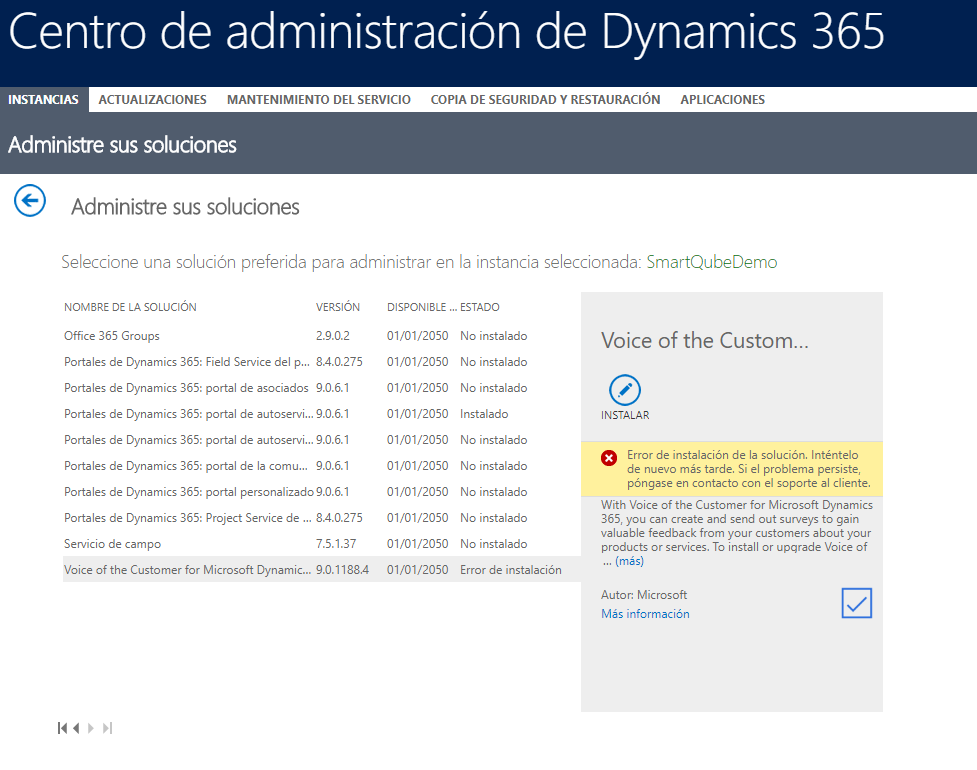 Centro de administración de Dynamics 365
INSTANCIAS ACTUALIZACIONES MANTENIMIENTO DEL SERVICIO COPIA DE SEGURIDAD Y RESTAURACIÓN APLICACIONES
Administre sus soluciones
Administre sus soluciones
Seleccione una solución preferida para administrar en la instancia seleccionada: SmartQubeDemo
NOMBRE DE LA SOLUCIÓN VERSIÓN DISPONIBLE ... ESTADO
Office 365 Groups 2.9.0.2 01/01/2050 No instalado
Portales de Dynamics 365: Field Service del p... 8.4.0.275 01/01/2050 No instalado
Portales de Dynamics 365: portal de asociados 9.0.6.1 01/01/2050 No instalado
Portales de Dynamics 365: portal de autoservi... 9.0.6.1 01/01/2050 Instalado
Portales de Dynamics 365: portal de autoservi... 9.0.6.1 01/01/2050 No instalado
Portales de Dynamics 365: portal de la comu... 9.0.6.1 01/01/2050 No instalado
Portales de Dynamics 365: portal personalizado 9.0.6.1 01/01/2050 No instalado
Portales de Dynamics 365: Project Service de ... 8.4.0.275 01/01/2050 No instalado
Servicio de campo 7.5.1.37 01/01/2050 No instalado
Voice of the Customer for Microsoft Dynamic... 9.0.1188.4 01/01/2050 Error de instalación
Voice of the Custom...
INSTALAR
Error de instalación de la solución. Inténtelo
de nuevo más tarde. Si el problema persiste,
póngase en contacto con el soporte al cliente.
With Voice of the Customer for Microsoft Dynamics
365, you can create and send out surveys to gain
valuable feedback from your customers about your
products or services. To install or upgrade Voice of
... (más)
Autor: Microsoft
Más información